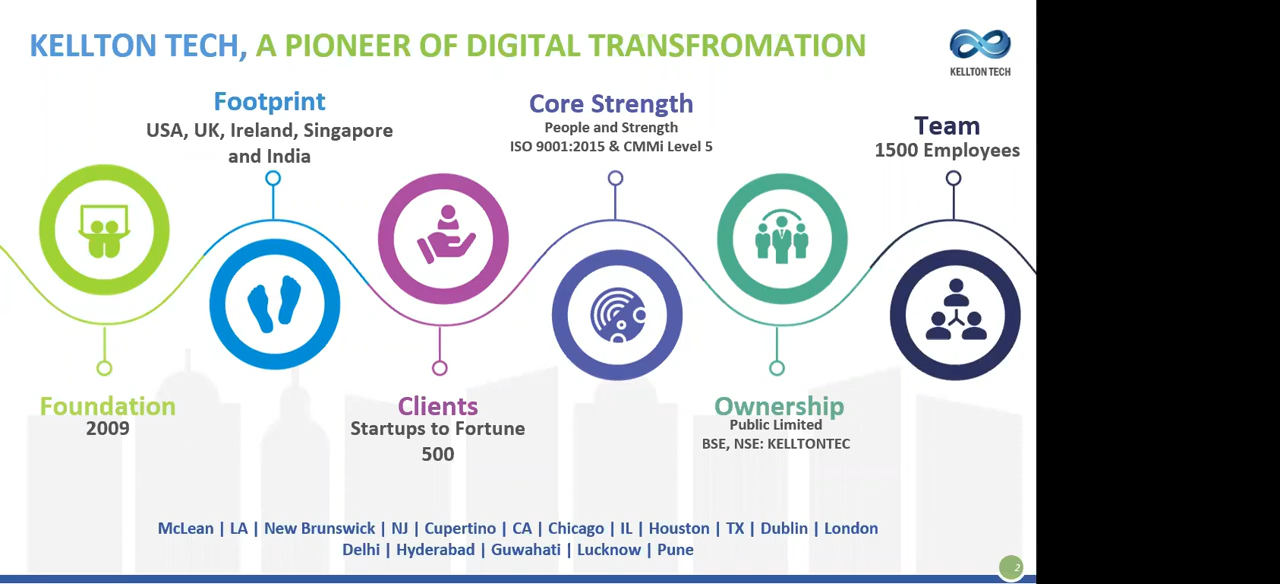 KELLTON TECH, A PIONEER OF DIGITAL TRANSFROMATION
KELLTON TECH
Footprint
USA, UK, Ireland, Singapore
and India
Core Strength
People and Strength
ISO 9001:2015 & CMMi Level 5
Team
1500 Employees
Foundation
2009
Clients
Startups to Fortune
500
Ownership
Public Limited
BSE, NSE: KELLTONTEC
McLean | LA | New Brunswick | NJ | Cupertino | CA | Chicago | IL | Houston | TX | Dublin | London
Delhi | Hyderabad | Guwahati | Lucknow | Pune
2